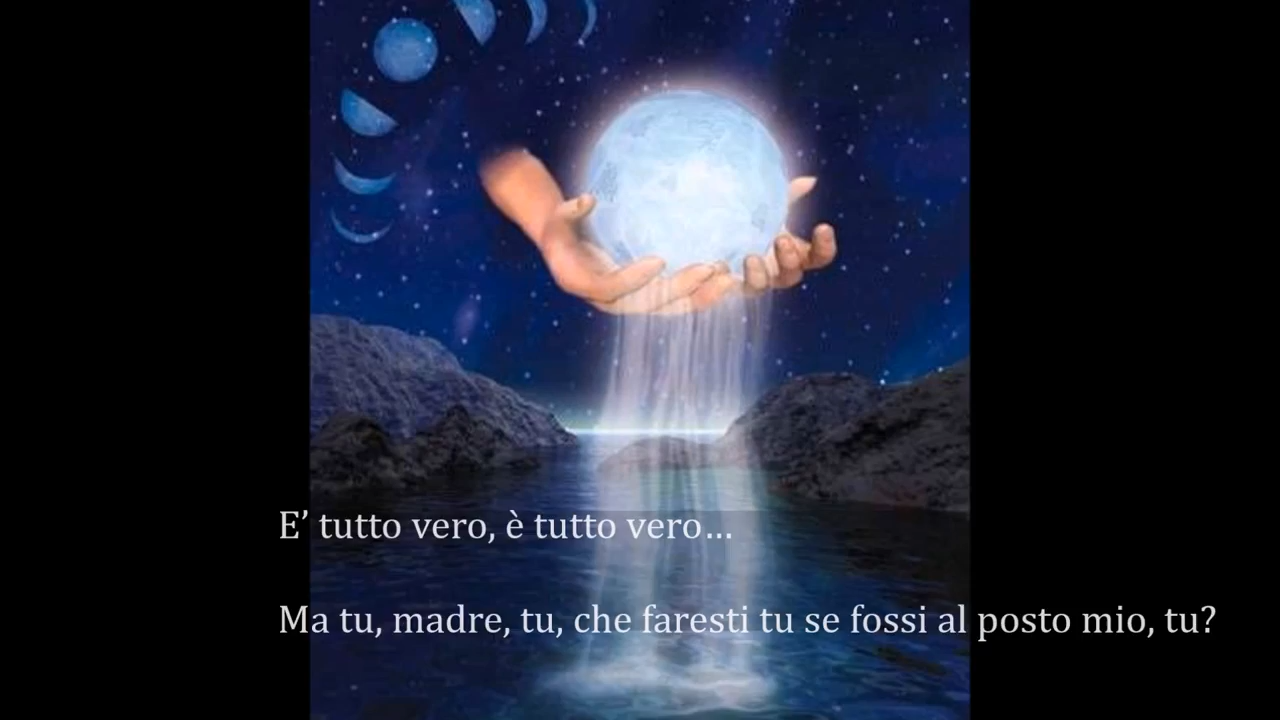 E’ tutto vero, è tutto vero…
Ma tu, madre, tu, che faresti tu se fossi al posto mio, tu?